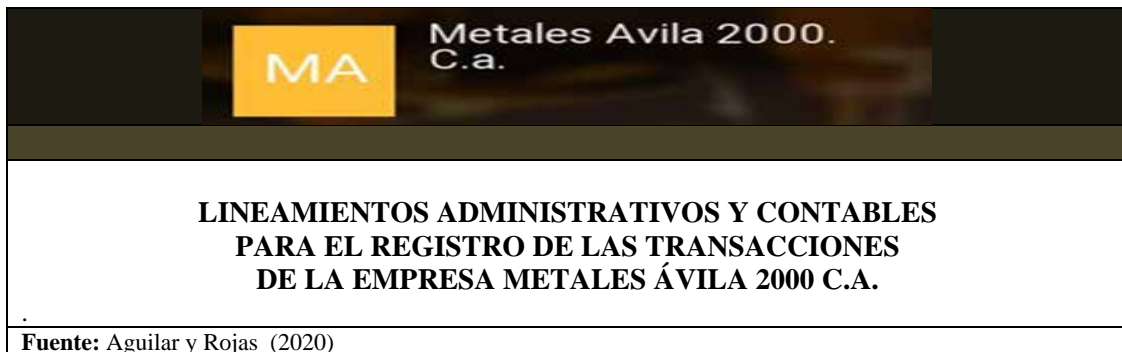 MA
Metales Avila 2000.
C.a.
LINEAMIENTOS ADMINISTRATIVOS Y CONTABLES
PARA EL REGISTRO DE LAS TRANSACCIONES
DE LA EMPRESA METALES ÁVILA 2000 C.A.
.
Fuente: Aguilar y Rojas (2020)